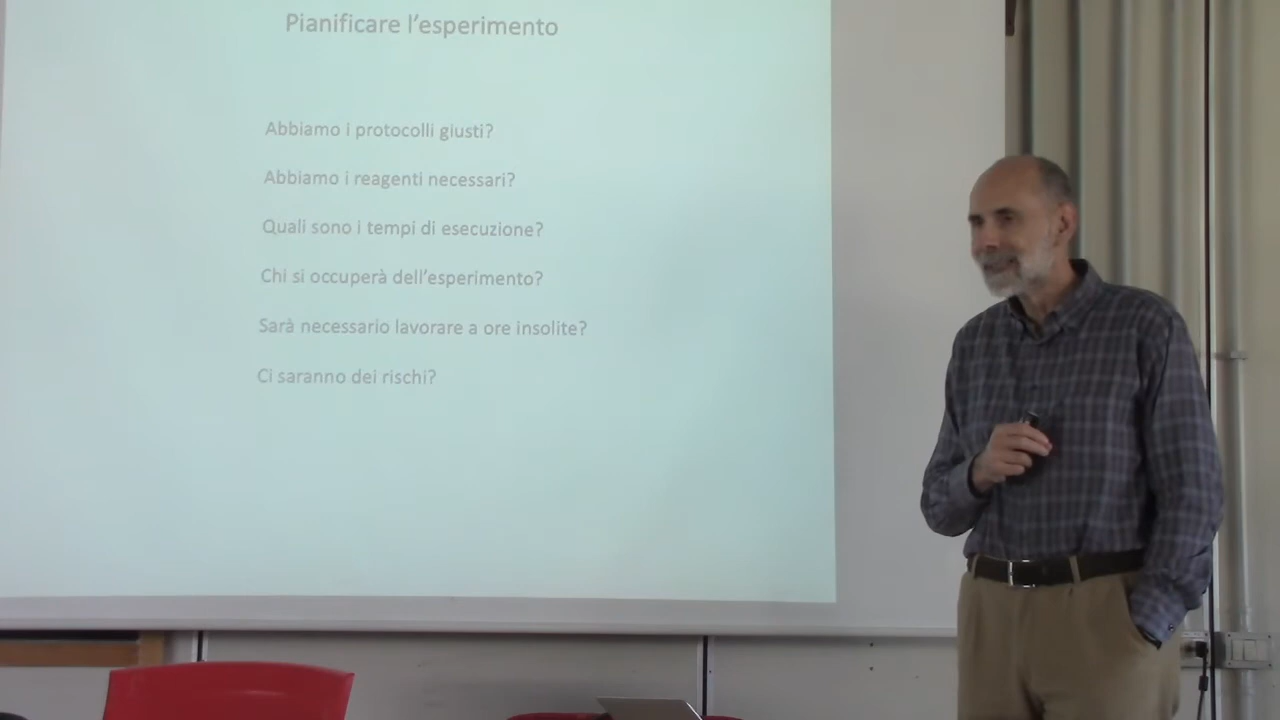 Pianificare l'esperimento
Abbiamo i protocolli giusti?
Abbiamo i reagenti necessari?
Quali sono i tempi di esecuzione?
Chi si occuperà dell'esperimento?
Sarà necessario lavorare a ore insolite?
Ci saranno dei rischi?